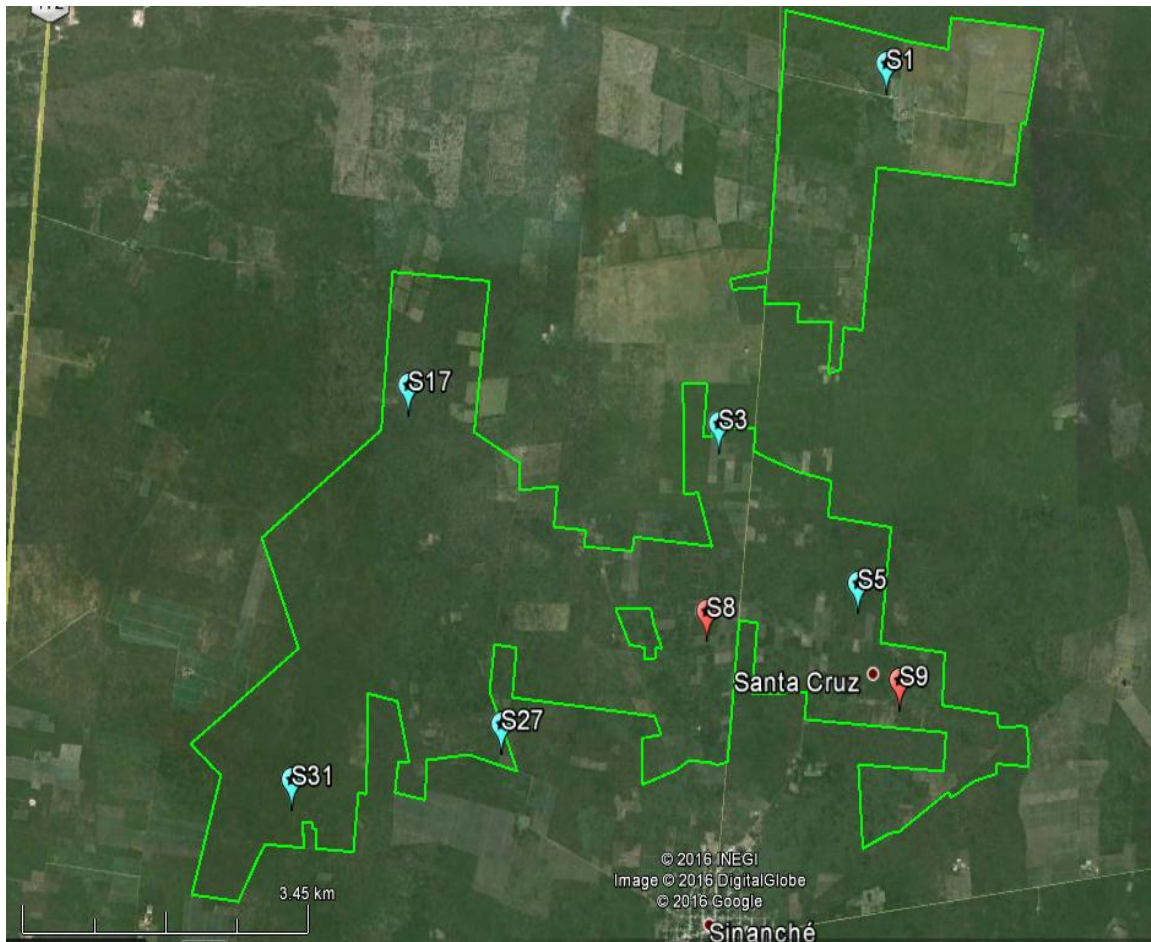 S1
S17
S3
S5
S8
Santa Cruz
S9
S27
S31
3.45 km
© 2016 INEGI
Image © 2016 DigitalGlobe
© 2016 Google
Sinanché